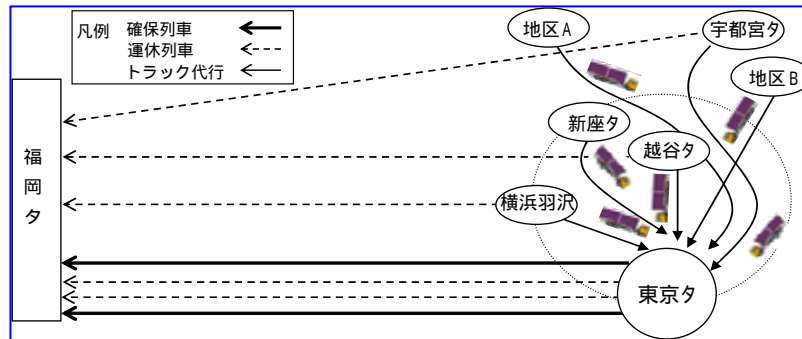 凡例 確保列車
運休列車
トラック代行
地区A
宇都宮タ
地区B
新座タ
越谷タ
横浜羽沢
福岡タ
東京タ